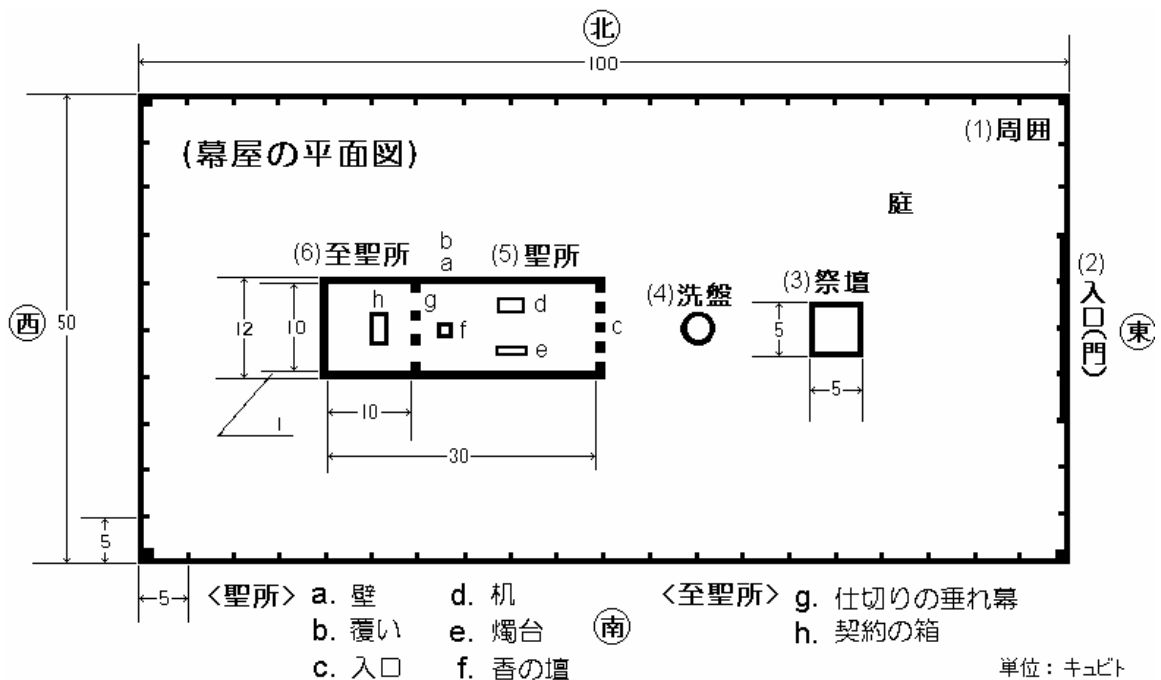 北
100
(1)周囲
(幕屋の平面図)
庭
(6)至聖所
b
a
(5)聖所
(2)入口(門)
(3)祭壇
(4)洗盤
h
g
d
西
50
12
10
f
c
5
東
e
10
5
1
30
5
5
<聖所>
a. 壁
d. 机
<至聖所>
g. 仕切りの垂れ幕
b. 覆い
e. 燭台
南
h. 契約の箱
c. 入口
f. 香の壇
単位: キュビト